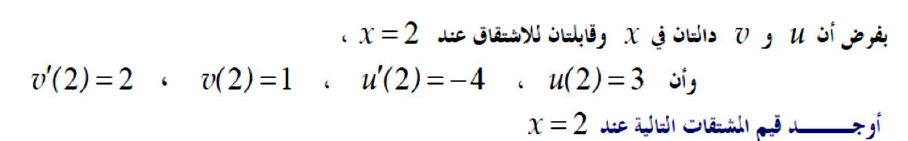 بفرض أن u و v دالتان في x وقابلتان للاشتقاق عند x = 2 ،
وأن u(2) = 3 ، u′(2) = −4 ، v(2) = 1 ، v′(2) = 2
أوجـــــــد قيم المشتقات التالية عند x = 2